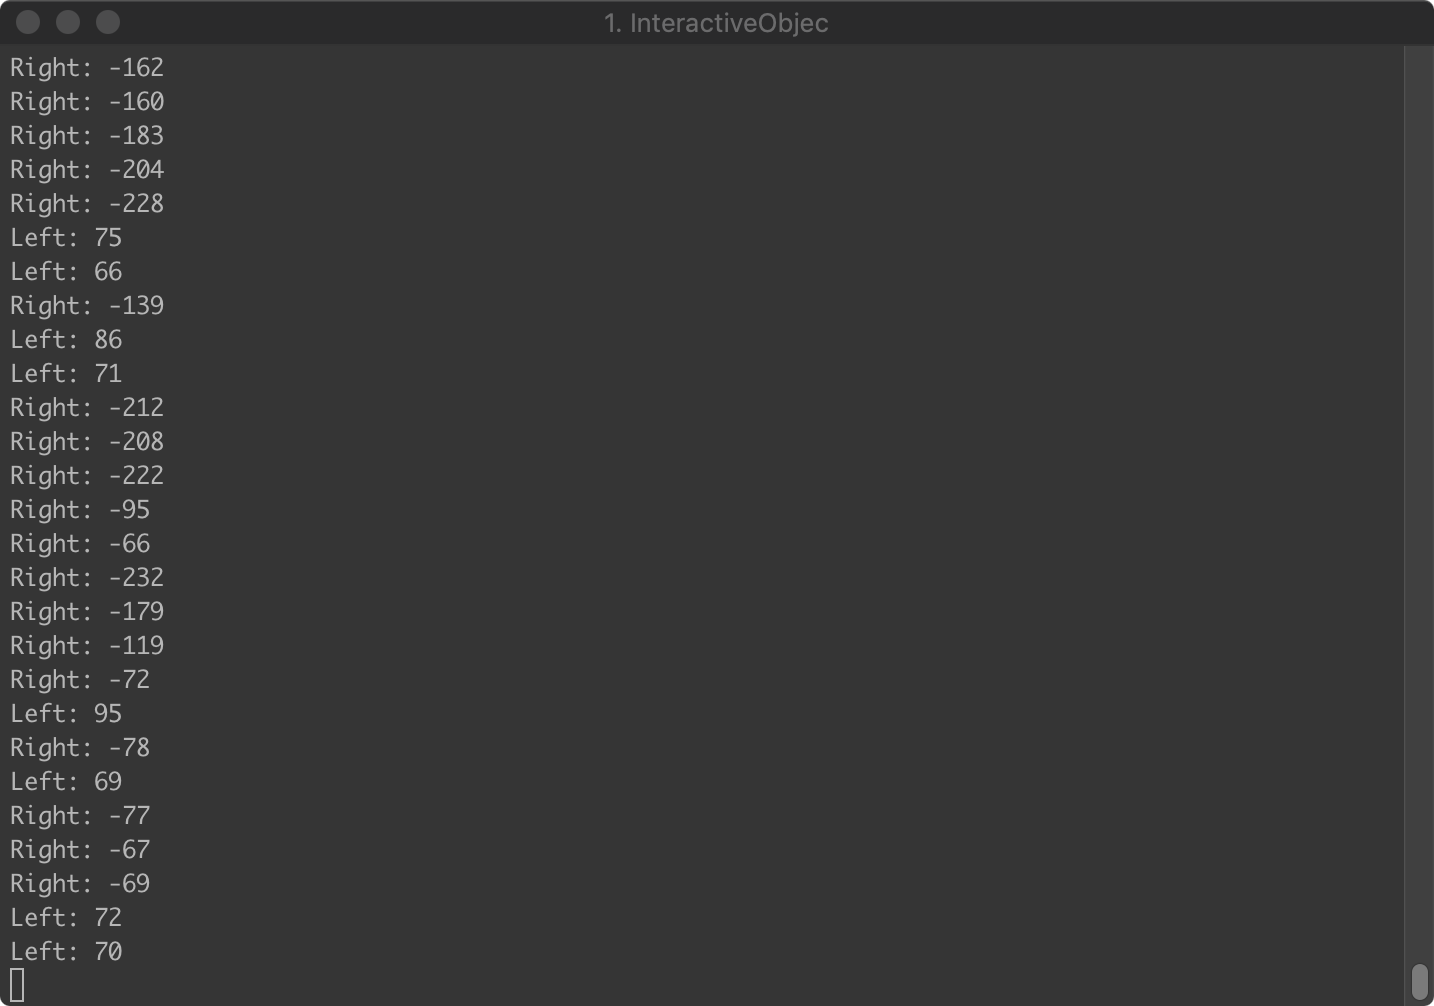 1. InteractiveObjec
Right: -162
Right: -160
Right: -183
Right: -204
Right: -228
Left: 75
Left: 66
Right: -139
Left: 86
Left: 71
Right: -212
Right: -208
Right: -222
Right: -95
Right: -66
Right: -232
Right: -179
Right: -119
Right: -72
Left: 95
Right: -78
Left: 69
Right: -77
Right: -67
Right: -69
Left: 72
Left: 70